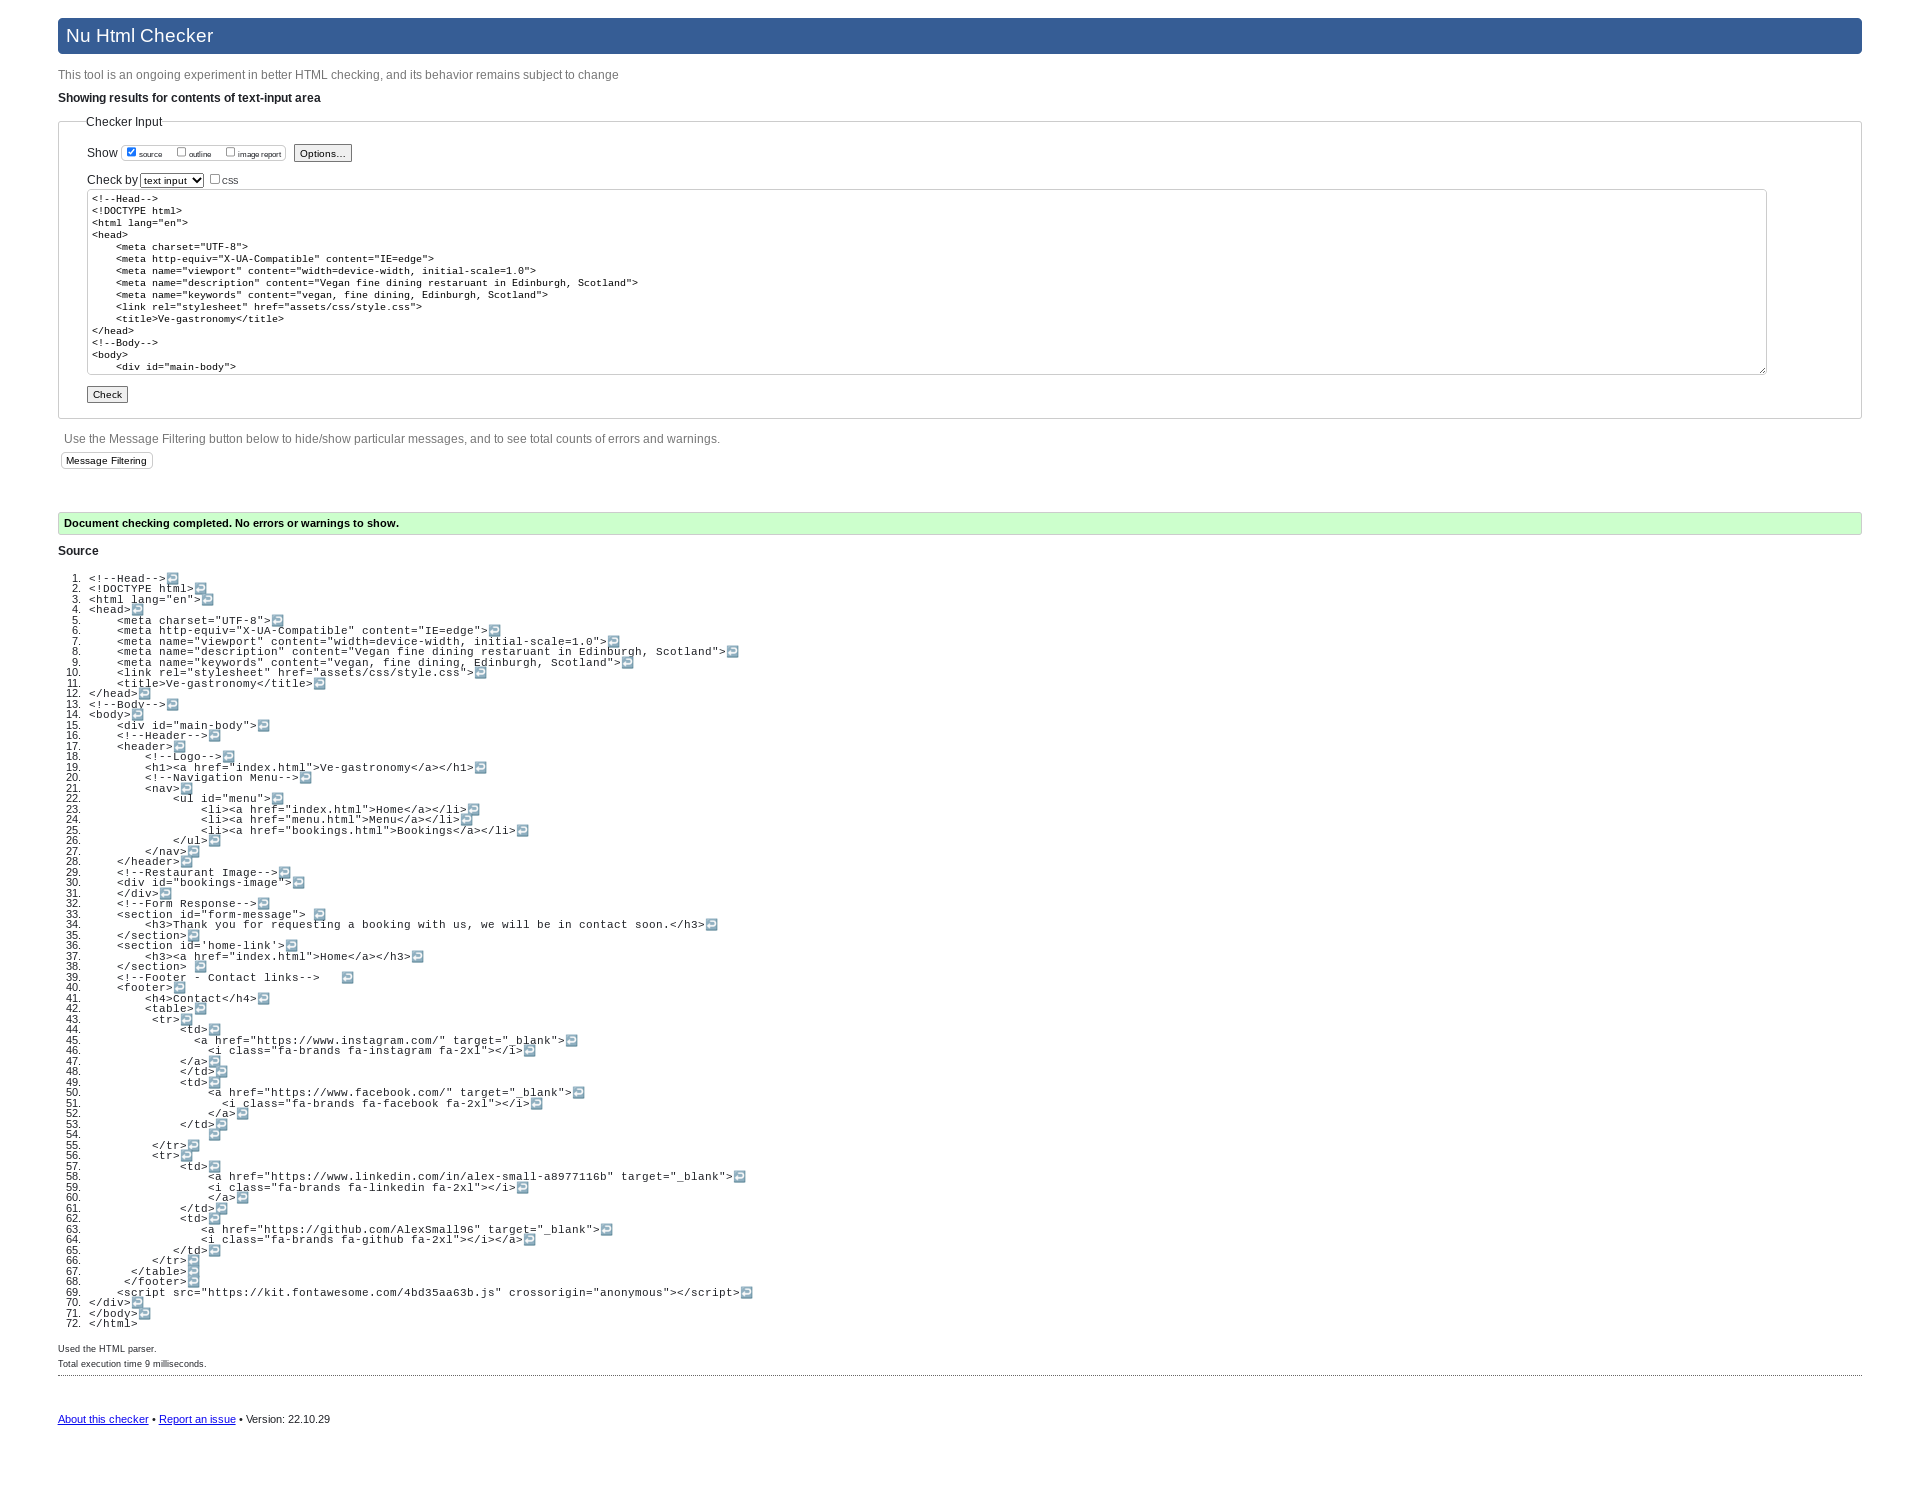 Nu Html Checker
This tool is an ongoing experiment in better HTML checking, and its behavior remains subject to change
Showing results for contents of text-input area
Checker Input
Show source outline image report Options...
Check by text input css
<!--Head-->
<!DOCTYPE html>
<html lang="en">
<head>
    <meta charset="UTF-8">
    <meta http-equiv="X-UA-Compatible" content="IE=edge">
    <meta name="viewport" content="width=device-width, initial-scale=1.0">
    <meta name="description" content="Vegan fine dining restaruant in Edinburgh, Scotland">
    <meta name="keywords" content="vegan, fine dining, Edinburgh, Scotland">
    <link rel="stylesheet" href="assets/css/style.css">
    <title>Ve-gastronomy</title>
</head>
<!--Body-->
<body>
    <div id="main-body">
Check
Use the Message Filtering button below to hide/show particular messages, and to see total counts of errors and warnings.
Message Filtering
Document checking completed. No errors or warnings to show.
Source
1. <!--Head-->↩
2. <!DOCTYPE html>↩
3. <html lang="en">↩
4. <head>↩
5.     <meta charset="UTF-8">↩
6.     <meta http-equiv="X-UA-Compatible" content="IE=edge">↩
7.     <meta name="viewport" content="width=device-width, initial-scale=1.0">↩
8.     <meta name="description" content="Vegan fine dining restaruant in Edinburgh, Scotland">↩
9.     <meta name="keywords" content="vegan, fine dining, Edinburgh, Scotland">↩
10.     <link rel="stylesheet" href="assets/css/style.css">↩
11.     <title>Ve-gastronomy</title>↩
12. </head>↩
13. <!--Body-->↩
14. <body>↩
15.     <div id="main-body">↩
16.     <!--Header-->↩
17.     <header>↩
18.         <!--Logo-->↩
19.         <h1><a href="index.html">Ve-gastronomy</a></h1>↩
20.         <!--Navigation Menu-->↩
21.         <nav>↩
22.             <ul id="menu">↩
23.                 <li><a href="index.html">Home</a></li>↩
24.                 <li><a href="menu.html">Menu</a></li>↩
25.                 <li><a href="bookings.html">Bookings</a></li>↩
26.             </ul>↩
27.         </nav>↩
28.     </header>↩
29.     <!--Restaurant Image-->↩
30.     <div id="bookings-image">↩
31.     </div>↩
32.     <!--Form Response-->↩
33.     <section id="form-message"> ↩
34.         <h3>Thank you for requesting a booking with us, we will be in contact soon.</h3>↩
35.     </section>↩
36.     <section id='home-link'>↩
37.         <h3><a href="index.html">Home</a></h3>↩
38.     </section> ↩
39.     <!--Footer - Contact links-->   ↩
40.     <footer>↩
41.         <h4>Contact</h4>↩
42.         <table>↩
43.          <tr>↩
44.              <td>↩
45.                <a href="https://www.instagram.com/" target="_blank">↩
46.                  <i class="fa-brands fa-instagram fa-2xl"></i>↩
47.              </a>↩
48.              </td>↩
49.              <td>↩
50.                  <a href="https://www.facebook.com/" target="_blank">↩
51.                    <i class="fa-brands fa-facebook fa-2xl"></i>↩
52.                  </a>↩
53.              </td>↩
54.                  ↩
55.          </tr>↩
56.          <tr>↩
57.              <td>↩
58.                  <a href="https://www.linkedin.com/in/alex-small-a8977116b" target="_blank">↩
59.                  <i class="fa-brands fa-linkedin fa-2xl"></i>↩
60.                  </a>↩
61.              </td>↩
62.              <td>↩
63.                 <a href="https://github.com/AlexSmall96" target="_blank">↩
64.                 <i class="fa-brands fa-github fa-2xl"></i></a>↩
65.             </td>↩
66.          </tr>↩
67.       </table>↩
68.      </footer>↩
69.     <script src="https://kit.fontawesome.com/4bd35aa63b.js" crossorigin="anonymous"></script>↩
70. </div>↩
71. </body>↩
72. </html>
Used the HTML parser.
Total execution time 9 milliseconds.
About this checker • Report an issue • Version: 22.10.29